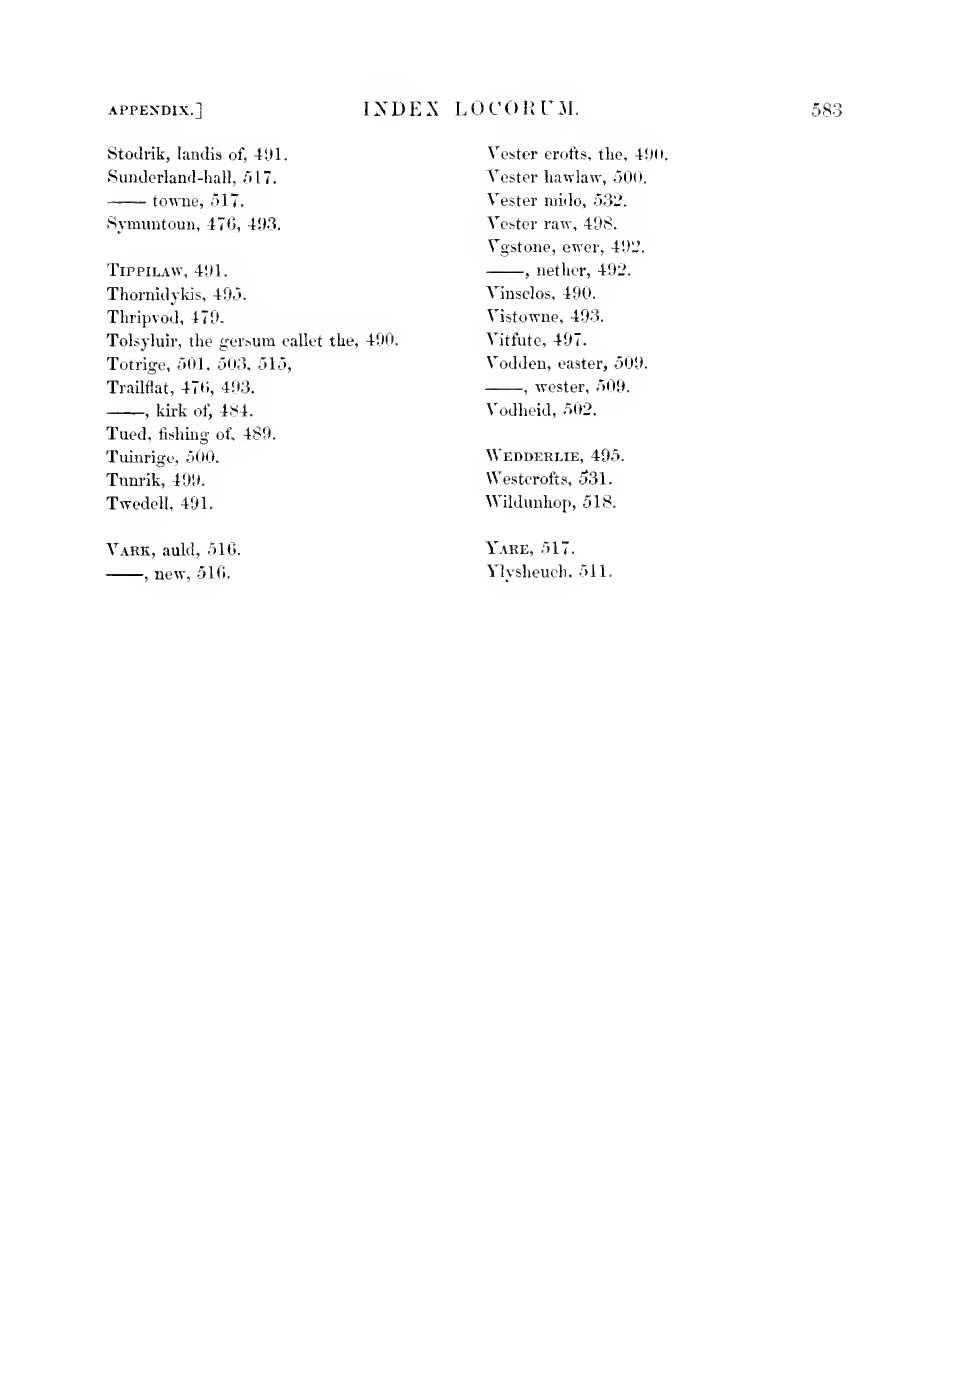 APPENDIX.] INDEX LOCORUM. 583
Stodrik, landis of, 491.
Sunderland-hall, 517.
—— towne, 517.
Symuntoun, 476, 493.
TIPPILAW, 491.
Thornidykis, 495.
Thripvod, 479.
Tolsyluir, the gersum callet the, 490.
Totrige, 501, 503, 515,
Trailflat, 476, 493.
——, kirk of, 484.
Tued, fishing of, 489.
Tuinrige, 500.
Tunrik, 499.
Twedell, 491.
VARK, auld, 516.
——, new, 516.
Vester crofts, the, 490.
Vester hawlaw, 500.
Vester mido, 532.
Vester raw, 498.
Vgstone, ewer, 492.
——, nether, 492.
Vinsclos, 490.
Vistowne, 493.
Vitfute, 497.
Vodden, easter, 509.
——, wester, 509.
Vodheid, 502.
WEDDERLIE, 495.
Westcrofts, 531.
Wildunhop, 518.
YARE, 517.
Ylysheuch, 511.